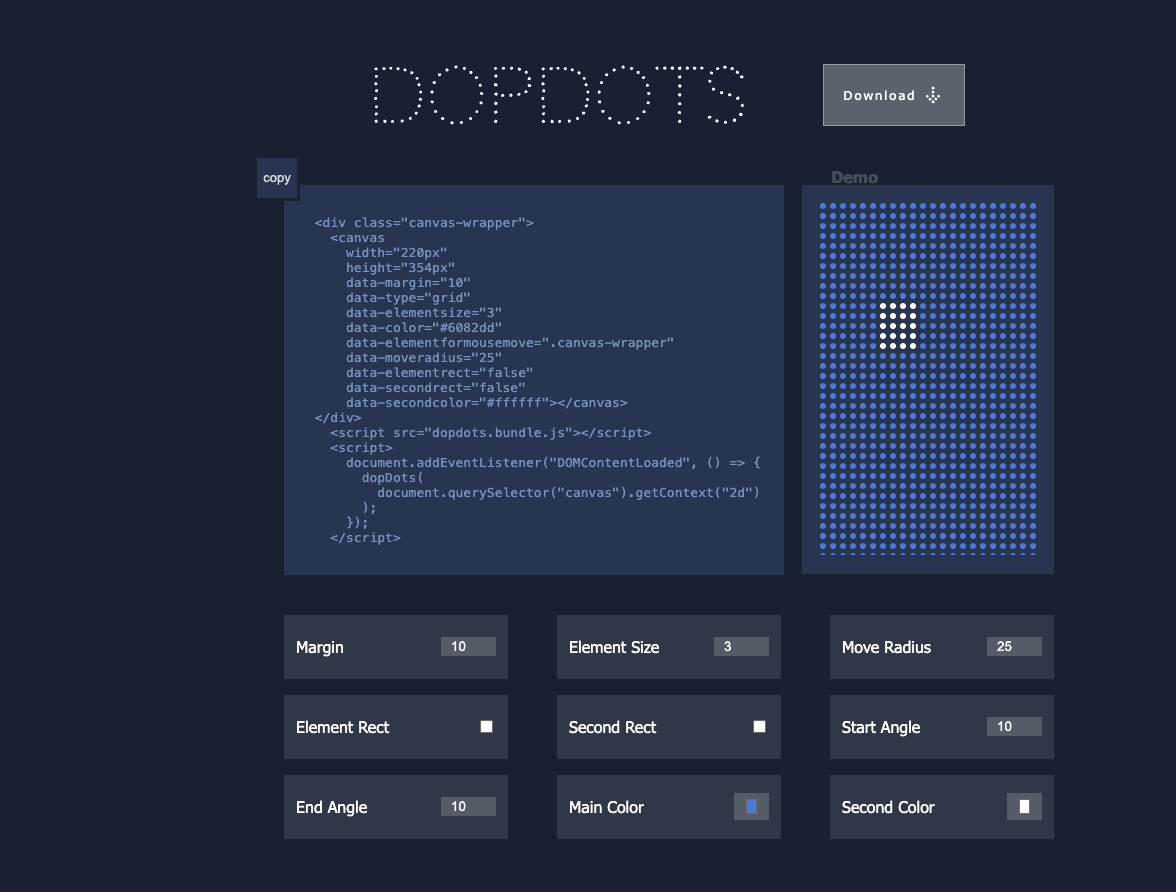 DOPDOTS
Download
copy
Demo
<div class="canvas-wrapper">
  <canvas
    width="220px"
    height="354px"
    data-margin="10"
    data-type="grid"
    data-elementsize="3"
    data-color="#6082dd"
    data-elementformousemove=".canvas-wrapper"
    data-moveradius="25"
    data-elementrect="false"
    data-secondrect="false"
    data-secondcolor="#ffffff"></canvas>
</div>
  <script src="dopdots.bundle.js"></script>
  <script>
    document.addEventListener("DOMContentLoaded", () => {
      dopDots(
        document.querySelector("canvas").getContext("2d")
      );
    });
  </script>
Margin 10
Element Size 3
Move Radius 25
Element Rect
Second Rect
Start Angle 10
End Angle 10
Main Color
Second Color